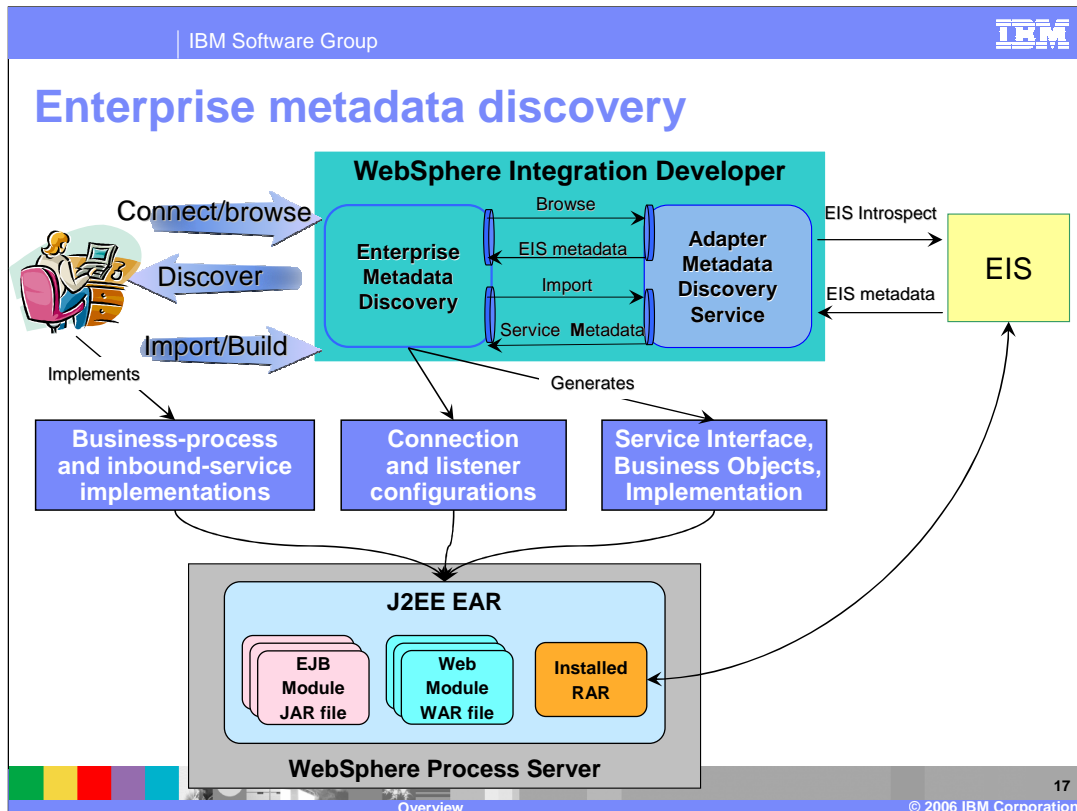 IBM Software Group
IBM
Enterprise metadata discovery
WebSphere Integration Developer
Connect/browse
Discover
Import/Build
Enterprise
Metadata
Discovery
Browse
EIS metadata
Import
Service Metadata
Adapter
Metadata
Discovery
Service
EIS Introspect
EIS metadata
EIS
Implements
Generates
Business-process
and inbound-service
implementations
Connection
and listener
configurations
Service Interface,
Business Objects,
Implementation
J2EE EAR
EJB
Module
JAR file
Web
Module
WAR file
Installed
RAR
WebSphere Process Server
17
Overview
© 2006 IBM Corporation